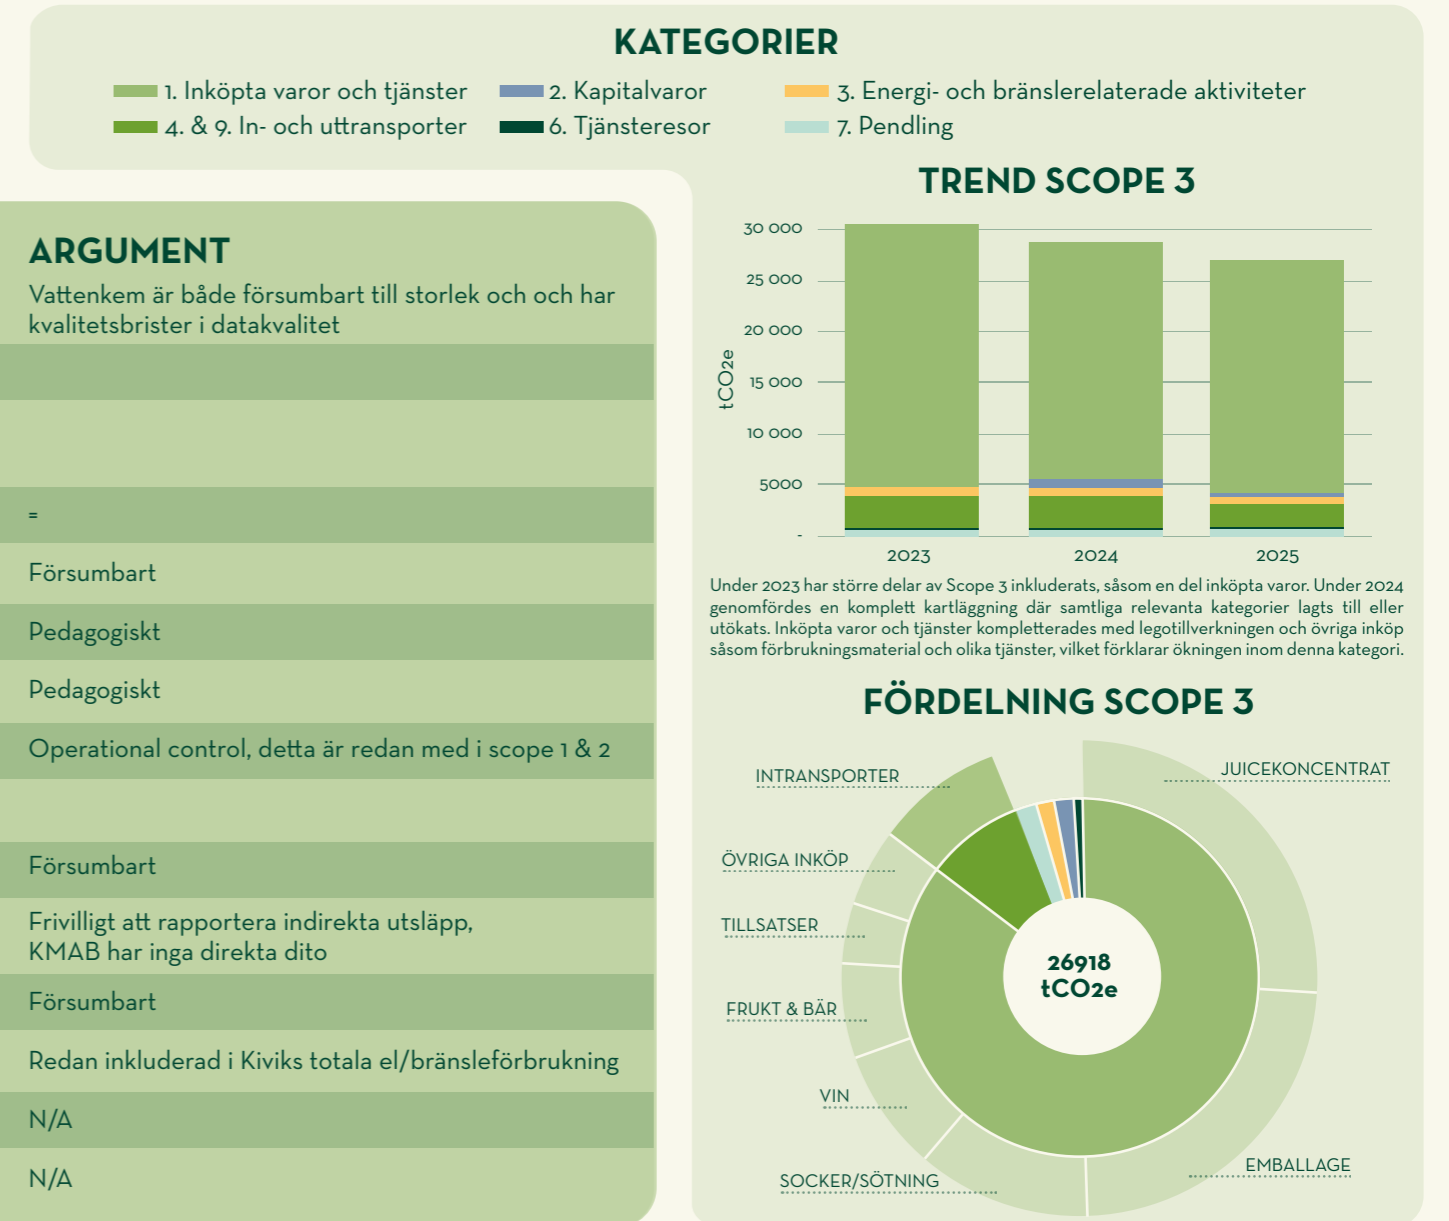 KATEGORIER
1. Inköpta varor och tjänster
2. Kapitalvaror
3. Energi- och bränslerelaterade aktiviteter
4. & 9. In- och uttransporter
6. Tjänsteresor
7. Pendling
ARGUMENT
Vattenkem är både försumbart till storlek och och har
kvalitetsbrister i datakvalitet
=
Försumbart
Pedagogiskt
Pedagogiskt
Operational control, detta är redan med i scope 1 & 2
Försumbart
Frivilligt att rapportera indirekta utsläpp,
KMAB har inga direkta dito
Försumbart
Redan inkluderad i Kiviks totala el/bränsleförbrukning
N/A
N/A
TREND SCOPE 3
tCO2e
30 000
25 000
20 000
15 000
10 000
5000
-
2023
2024
2025
Under 2023 har större delar av Scope 3 inkluderats, såsom en del inköpta varor. Under 2024
genomfördes en komplett kartläggning där samtliga relevanta kategorier lagts till eller
utökats. Inköpta varor och tjänster kompletterades med legotillverkningen och övriga inköp
såsom förbrukningsmaterial och olika tjänster, vilket förklarar ökningen inom denna kategori.
FÖRDELNING SCOPE 3
INTRANSPORTER
JUICEKONCENTRAT
ÖVRIGA INKÖP
TILLSATSER
FRUKT & BÄR
VIN
SOCKER/SÖTNING
EMBALLAGE
26918
tCO2e